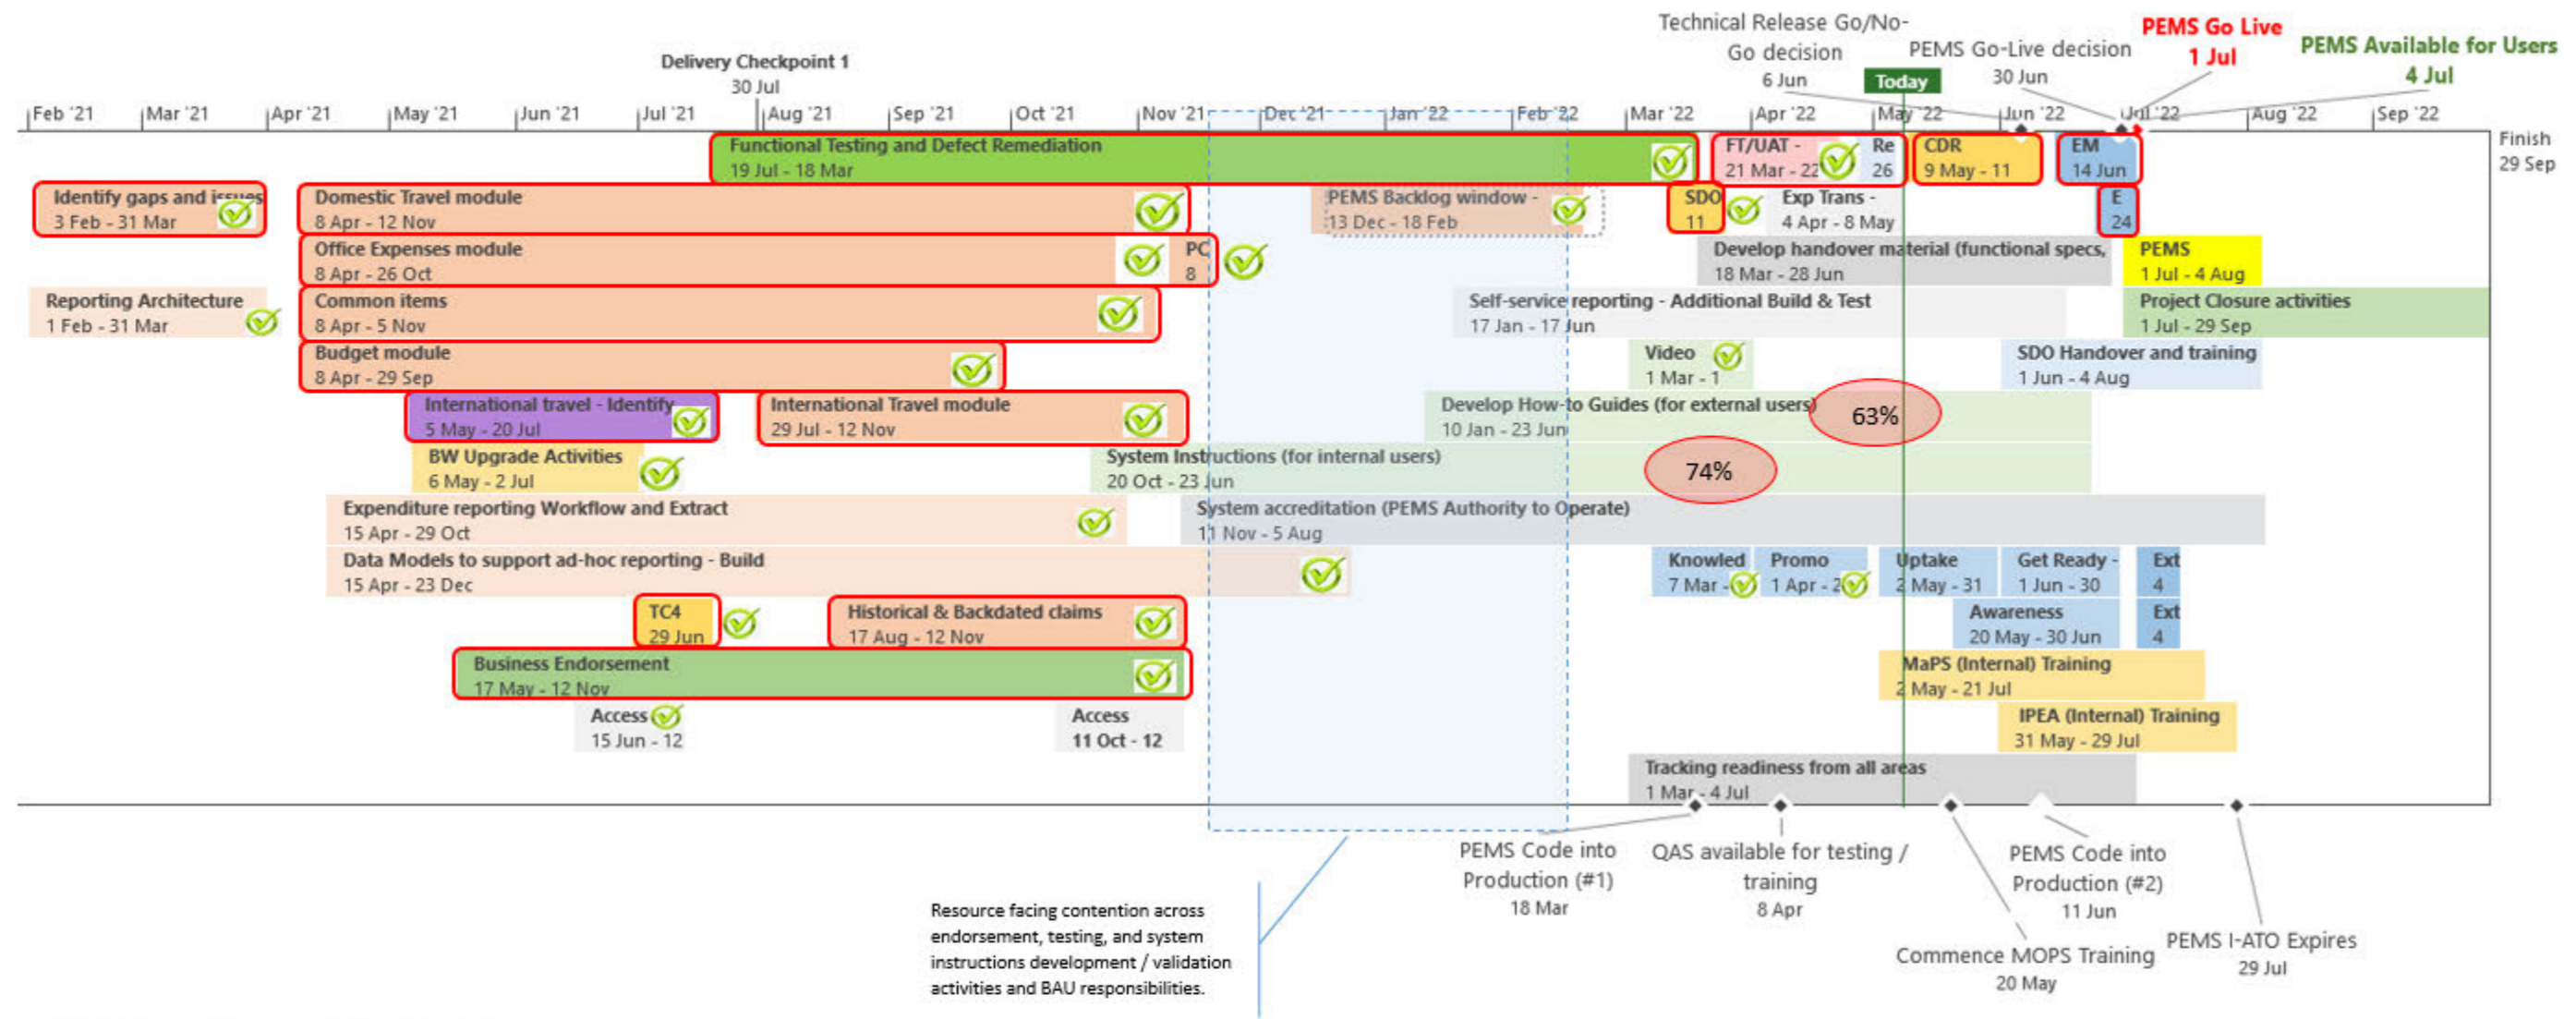 Technical Release Go/No-
Go decision
6 Jun
PEMS Go-Live decision
30 Jun
PEMS Go Live
1 Jul
PEMS Available for Users
4 Jul
Delivery Checkpoint 1
30 Jul
Today
Feb '21
Mar '21
Apr '21
May '21
Jun '21
Jul '21
Aug '21
Sep '21
Oct '21
Nov '21
Dec '21
Jan '22
Feb '22
Mar '22
Apr '22
May '22
Jun '22
Jul '22
Aug '22
Sep '22
Finish
29 Sep
Functional Testing and Defect Remediation
19 Jul - 18 Mar
FT/UAT -
21 Mar - 22
Re
26
CDR
9 May - 11
EM
14 Jun
Identify gaps and issues
3 Feb - 31 Mar
Domestic Travel module
8 Apr - 12 Nov
PEMS Backlog window -
13 Dec - 18 Feb
SDO
11
Exp Trans -
4 Apr - 8 May
E
24
Office Expenses module
8 Apr - 26 Oct
PC
8
Develop handover material (functional specs,
18 Mar - 28 Jun
PEMS
1 Jul - 4 Aug
Reporting Architecture
1 Feb - 31 Mar
Common items
8 Apr - 5 Nov
Self-service reporting - Additional Build & Test
17 Jan - 17 Jun
Project Closure activities
1 Jul - 29 Sep
Budget module
8 Apr - 29 Sep
Video
1 Mar - 1
SDO Handover and training
1 Jun - 4 Aug
International travel - Identify
5 May - 20 Jul
International Travel module
29 Jul - 12 Nov
Develop How-to Guides (for external users)
10 Jan - 23 Jun
63%
BW Upgrade Activities
6 May - 2 Jul
System Instructions (for internal users)
20 Oct - 23 Jun
74%
Expenditure reporting Workflow and Extract
15 Apr - 29 Oct
System accreditation (PEMS Authority to Operate)
11 Nov - 5 Aug
Data Models to support ad-hoc reporting - Build
15 Apr - 23 Dec
Knowled
7 Mar -
Promo
1 Apr - 2
Uptake
2 May - 31
Get Ready -
1 Jun - 30
Ext
4
TC4
29 Jun
Historical & Backdated claims
17 Aug - 12 Nov
Awareness
20 May - 30 Jun
Ext
4
Business Endorsement
17 May - 12 Nov
MaPS (Internal) Training
2 May - 21 Jul
Access
15 Jun - 12
Access
11 Oct - 12
IPEA (Internal) Training
31 May - 29 Jul
Tracking readiness from all areas
1 Mar - 4 Jul
PEMS Code into
Production (#1)
18 Mar
QAS available for testing /
training
8 Apr
PEMS Code into
Production (#2)
11 Jun
Commence MOPS Training
20 May
PEMS I-ATO Expires
29 Jul
Resource facing contention across
endorsement, testing, and system
instructions development / validation
activities and BAU responsibilities.